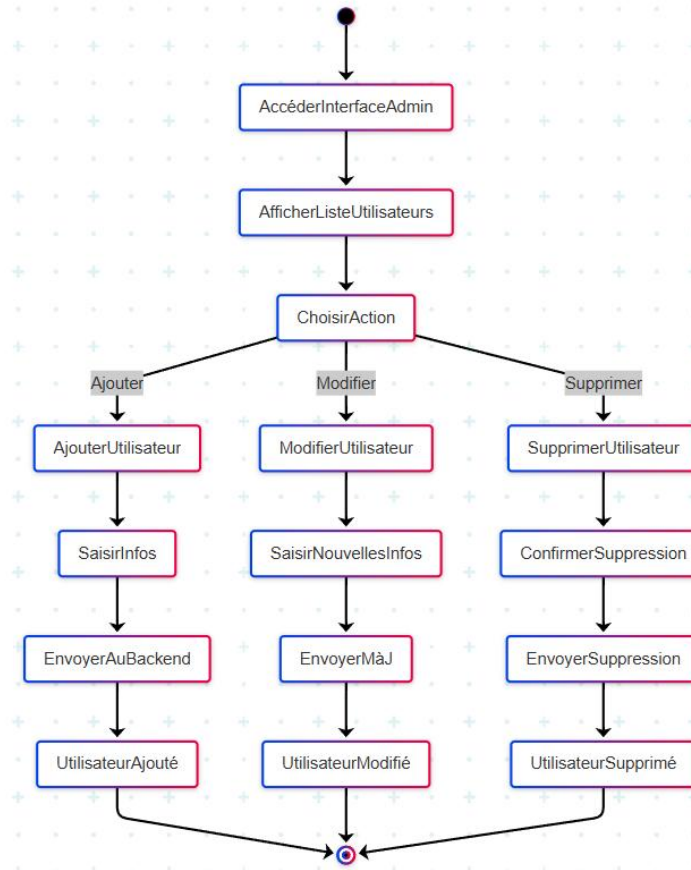 AccéderInterfaceAdmin
AfficherListeUtilisateurs
ChoisirAction
Ajouter
Modifier
Supprimer
AjouterUtilisateur
ModifierUtilisateur
SupprimerUtilisateur
SaisirInfos
SaisirNouvellesInfos
ConfirmerSuppression
EnvoyerAuBackend
EnvoyerMàJ
EnvoyerSuppression
UtilisateurAjouté
UtilisateurModifié
UtilisateurSupprimé